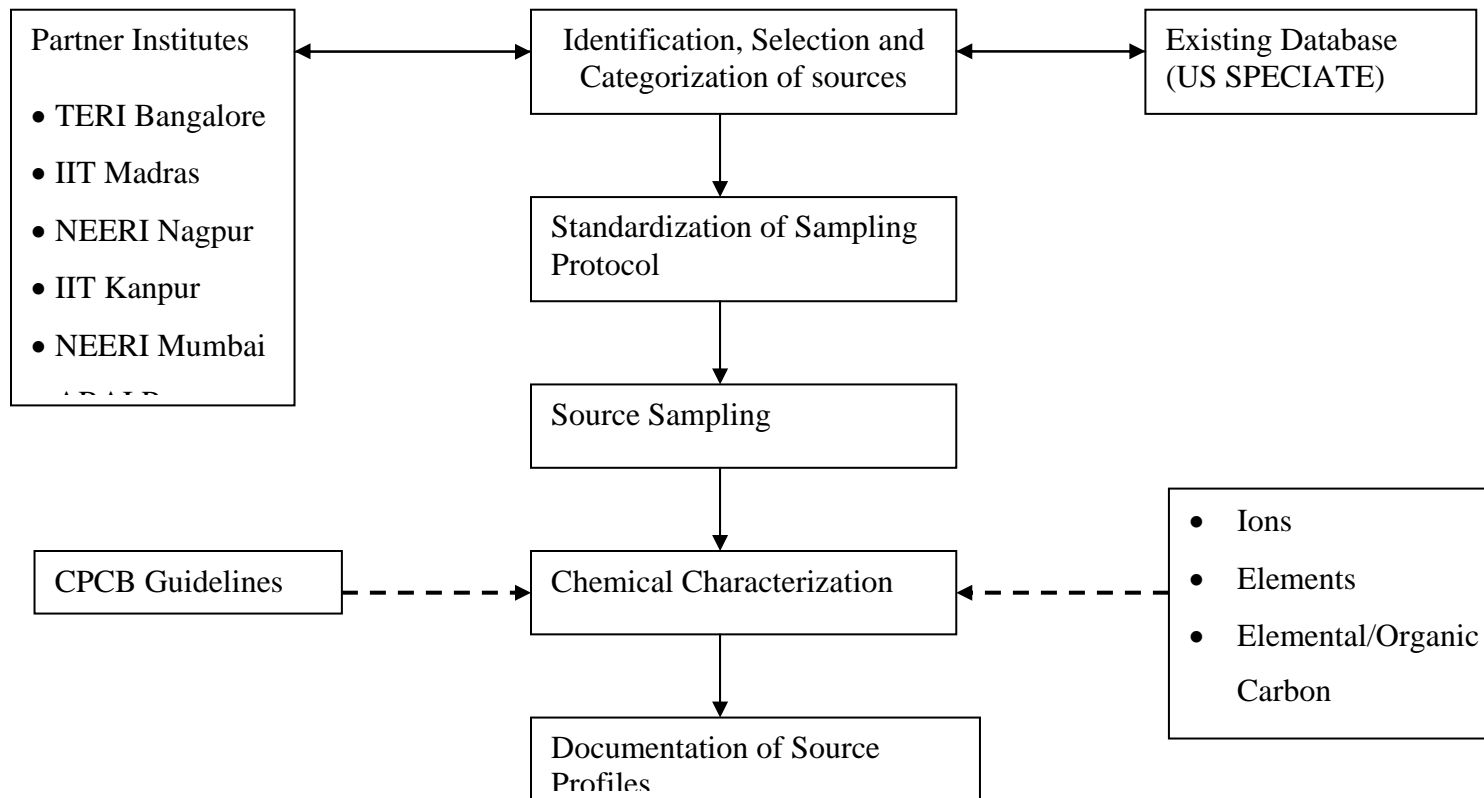 Partner Institutes
• TERI Bangalore
• IIT Madras
• NEERI Nagpur
• IIT Kanpur
• NEERI Mumbai
Identification, Selection and
Categorization of sources
Existing Database
(US SPECIATE)
Standardization of Sampling
Protocol
Source Sampling
CPCB Guidelines
Chemical Characterization
• Ions
• Elements
• Elemental/Organic
Carbon
Documentation of Source
Profiles